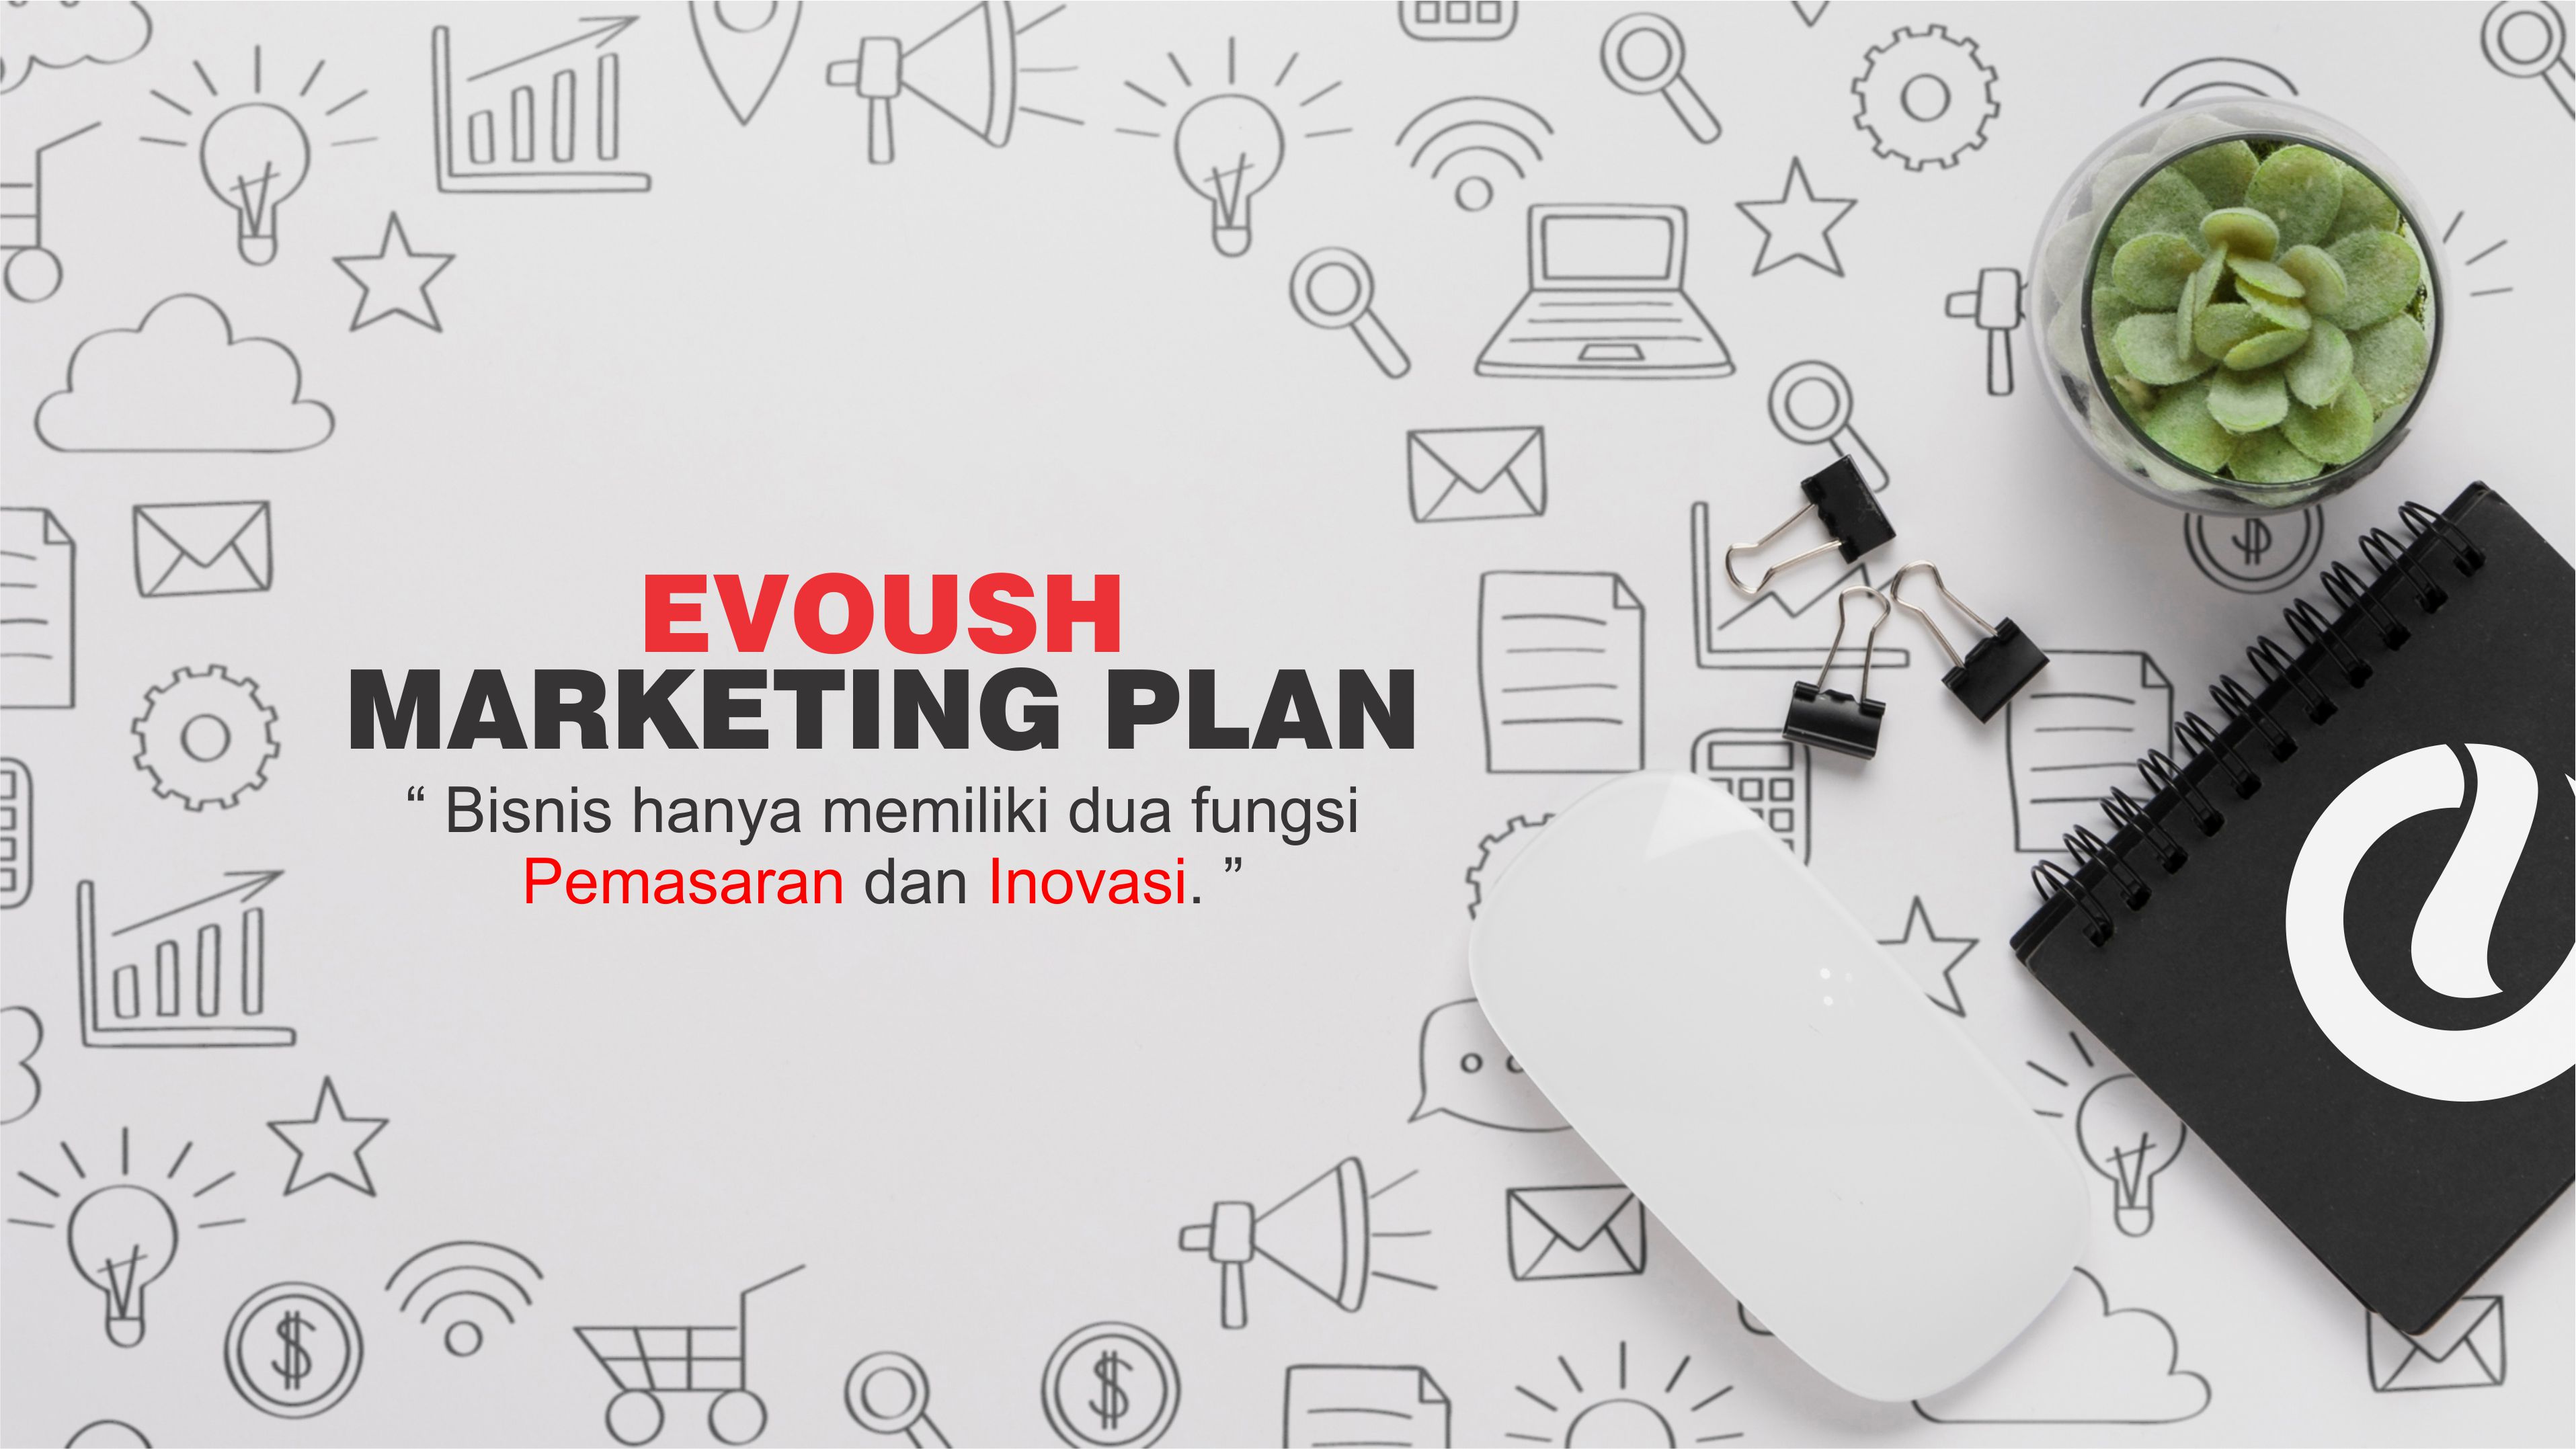 EVOUSH
MARKETING PLAN
“ Bisnis hanya memiliki dua fungsi
Pemasaran dan Inovasi. ”